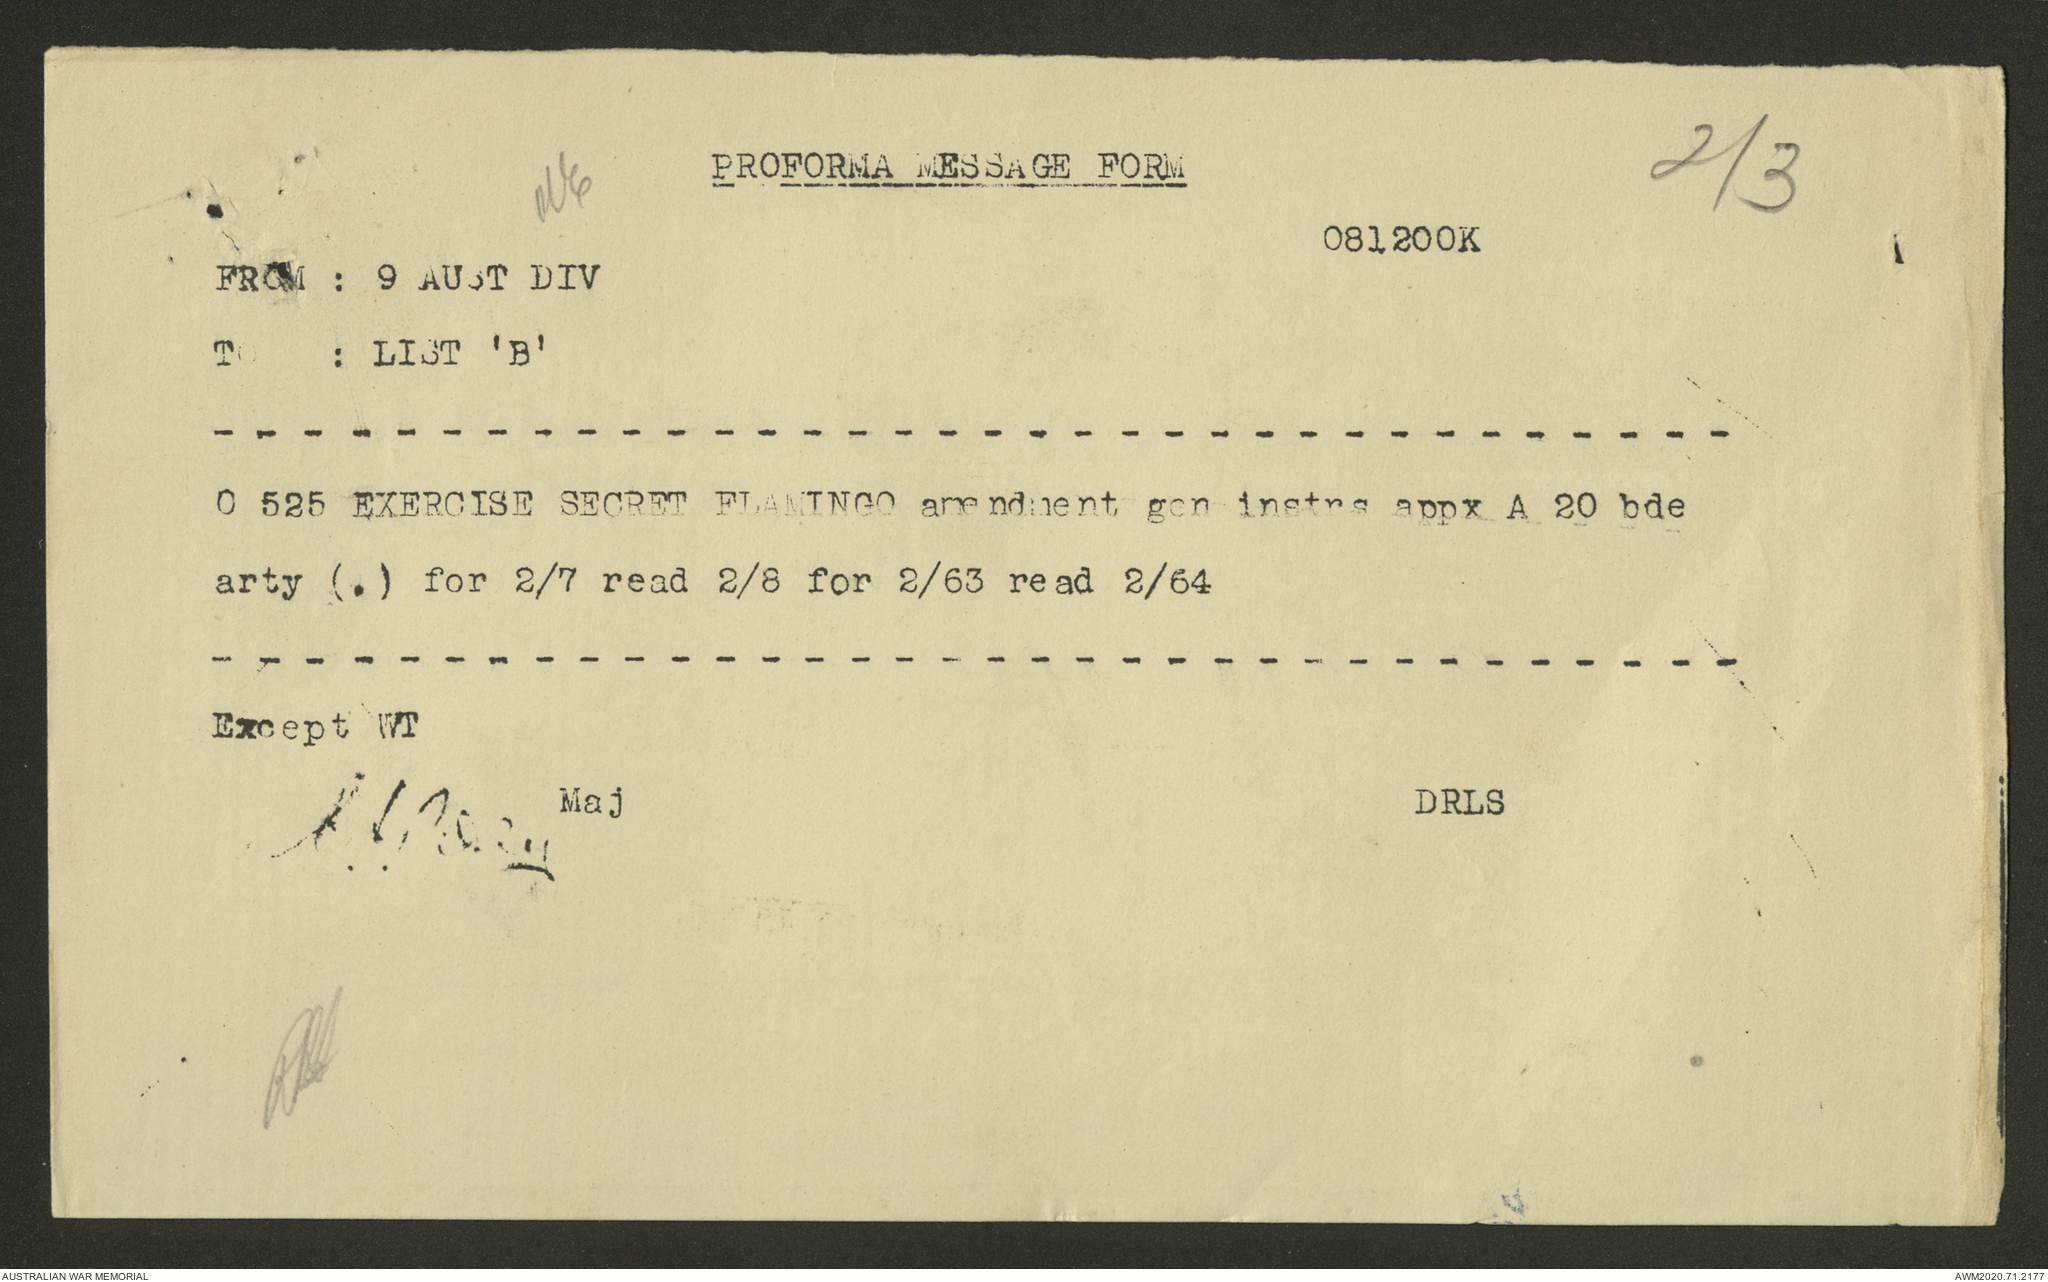 PROFORMA MESSAGE FORM
2/3
081200K
FROM : 9 AUST DIV
TO : LIST 'B'
- - - - - - - - - - - - - - - - - - - - - - - - - - - - - - - - - -
O 525 EXERCISE SECRET FLAMINGO amendment gen instns appx A 20 bde
arty (.) for 2/7 read 2/8 for 2/63 read 2/64
- - - - - - - - - - - - - - - - - - - - - - - - - - - - - - - - - -
Except WT
Maj DRLS
AUSTRALIAN WAR MEMORIAL AWM2020.71.2177